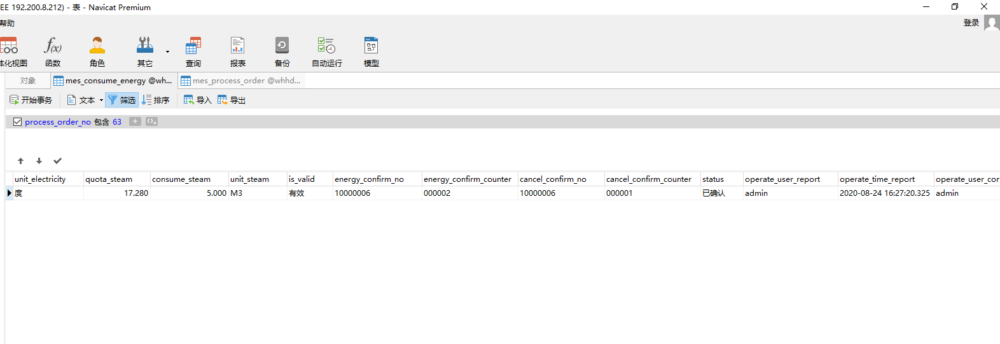 EE 192.200.8.212) - 表 - Navicat Premium
帮助
登录
体化视图 函数 角色 其它 查询 报表 备份 自动运行 模型
对象 mes_consume_energy @wh... mes_process_order @whhd...
开始事务 文本 筛选 排序 导入 导出
process_order_no 包含 63
unit_electricity quota_steam consume_steam unit_steam is_valid energy_confirm_no energy_confirm_counter cancel_confirm_no cancel_confirm_counter status operate_user_report operate_time_report operate_user_con
度 17.280 5.000 M3 有效 10000006 000002 10000006 000001 已确认 admin 2020-08-24 16:27:20.325 admin